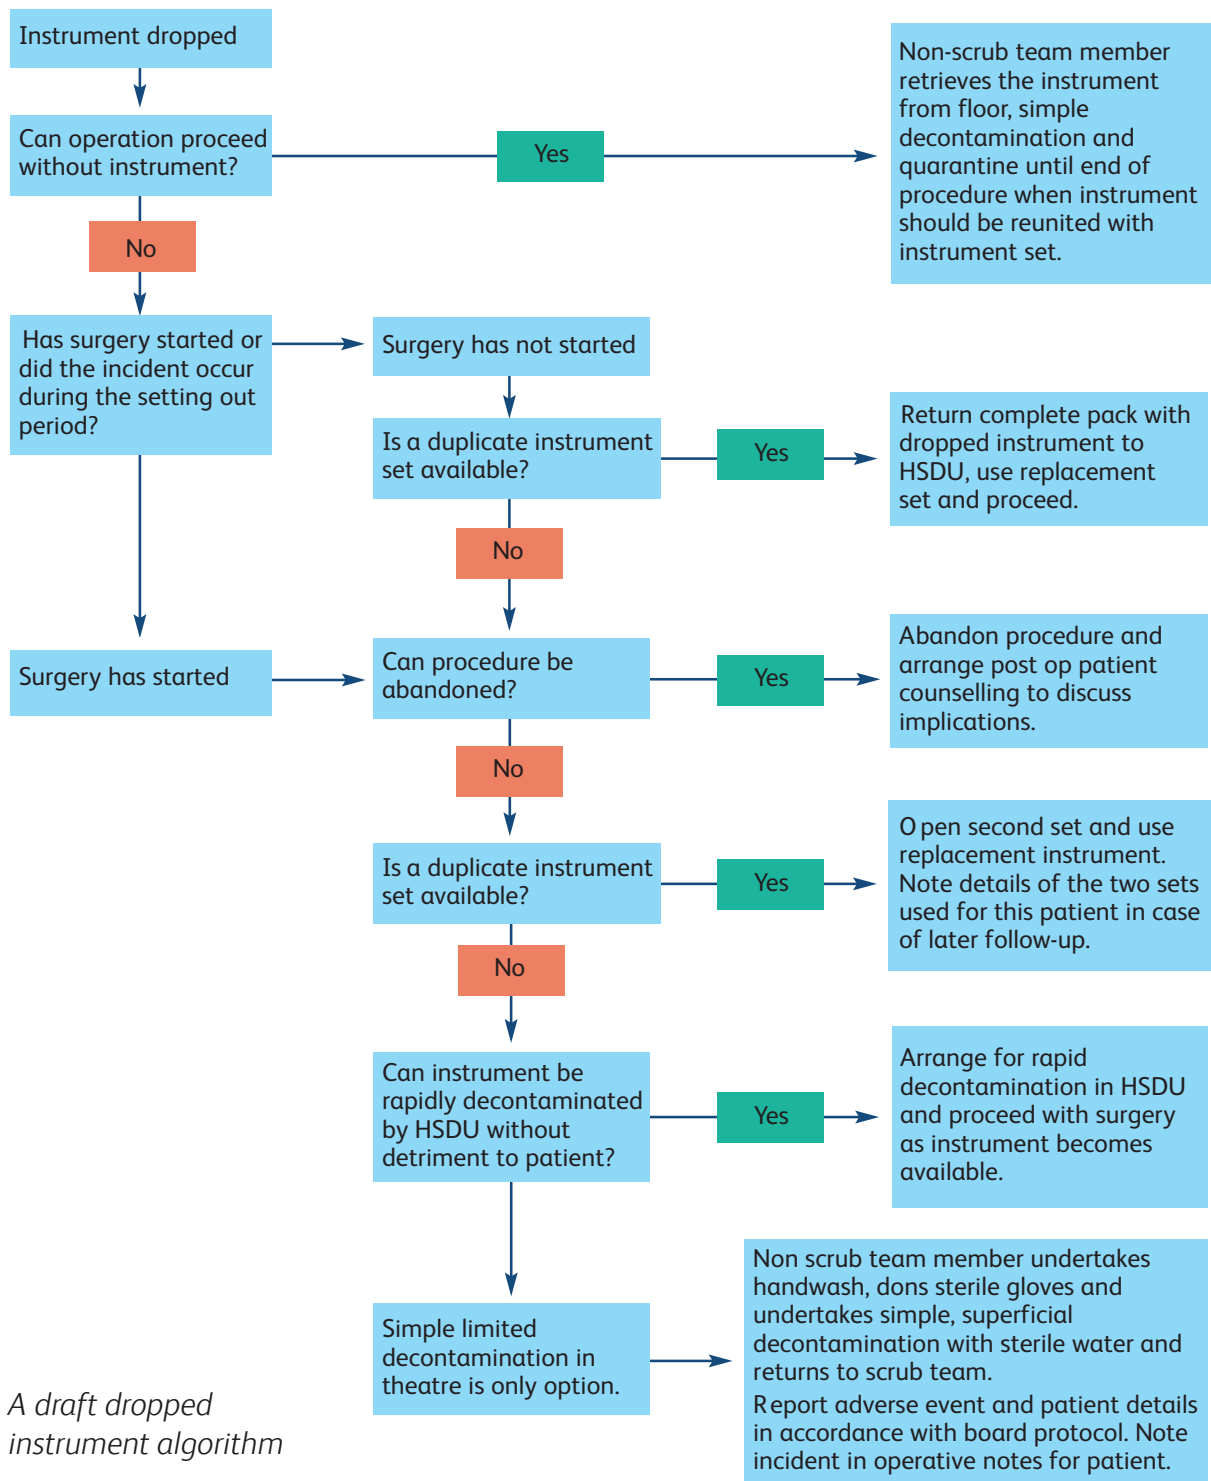 Instrument dropped
Can operation proceed
without instrument?
Yes
Non-scrub team member
retrieves the instrument
from floor, simple
decontamination and
quarantine until end of
procedure when instrument
should be reunited with
instrument set.
No
Has surgery started or
did the incident occur
during the setting out
period?
Surgery has not started
Is a duplicate instrument
set available?
Yes
Return complete pack with
dropped instrument to
HSDU, use replacement
set and proceed.
No
Surgery has started
Can procedure be
abandoned?
Yes
Abandon procedure and
arrange post op patient
counselling to discuss
implications.
No
Is a duplicate instrument
set available?
Yes
Open second set and use
replacement instrument.
Note details of the two sets
used for this patient in case
of later follow-up.
No
Can instrument be
rapidly decontaminated
by HSDU without
detriment to patient?
Yes
Arrange for rapid
decontamination in HSDU
and proceed with surgery
as instrument becomes
available.
Simple limited
decontamination in
theatre is only option.
Non scrub team member undertakes
handwash, dons sterile gloves and
undertakes simple, superficial
decontamination with sterile water and
returns to scrub team.
Report adverse event and patient details
in accordance with board protocol. Note
incident in operative notes for patient.
A draft dropped
instrument algorithm